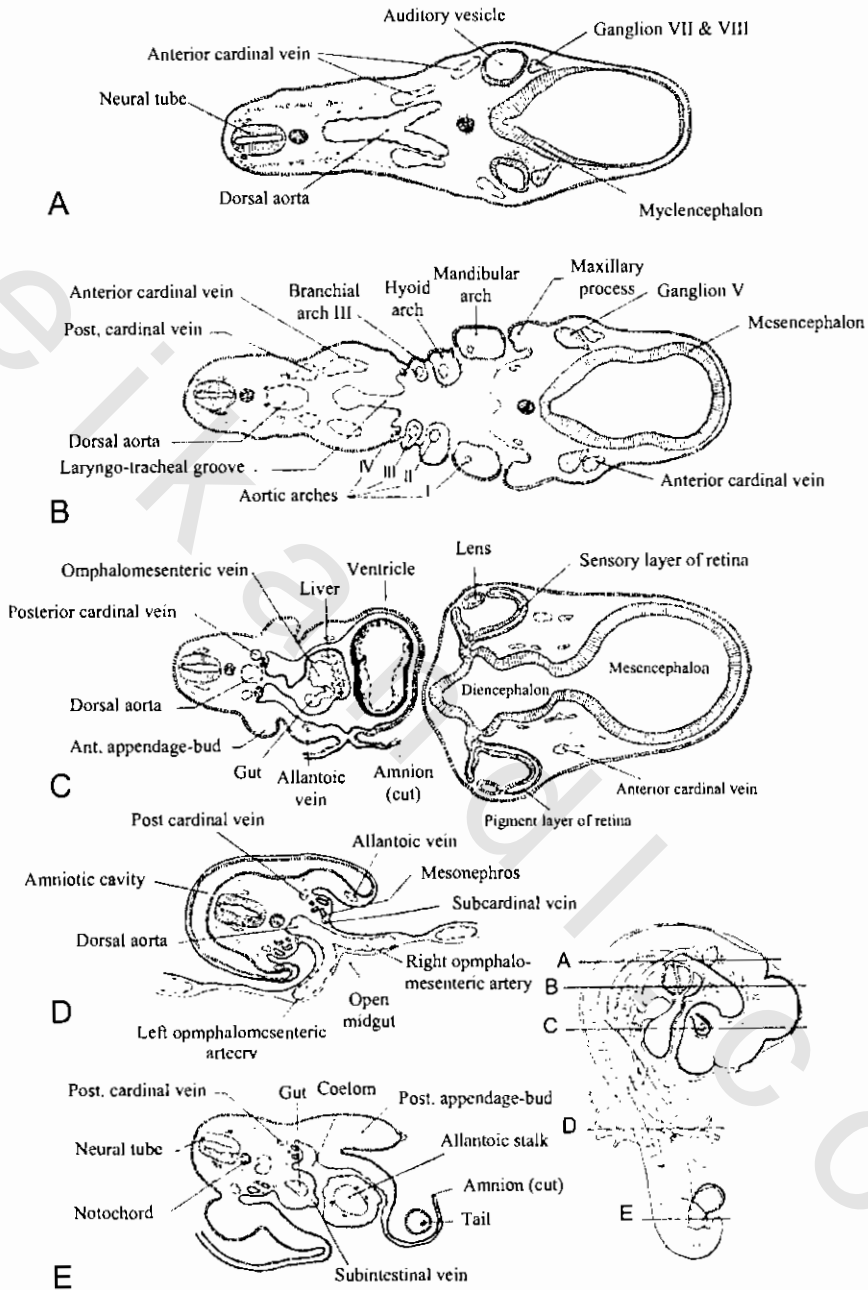 Auditory vesicle
Ganglion VII & VIII
Anterior cardinal vein
Neural tube
Dorsal aorta
Myclencephalon
A
Anterior cardinal vein
Branchial
arch III
Hyoid
arch
Mandibular
arch
Maxillary
process
Ganglion V
Post, cardinal vein
Mesencephalon
Dorsal aorta
Laryngo-tracheal groove
Aortic arches
IV
III
II
I
Anterior cardinal vein
B
Omphalomesenteric vein
Liver
Ventricle
Lens
Sensory layer of retina
Posterior cardinal vein
Mesencephalon
Diencephalon
Dorsal aorta
Ant. appendage-bud
Gut
Allantoic
vein
Amnion
(cut)
Anterior cardinal vein
Pigment layer of retina
C
Post cardinal vein
Allantoic vein
Amniotic cavity
Mesonephros
Subcardinal vein
Dorsal aorta
Right opmphalo-
mesenteric artery
Open
midgut
Left opmphalomesenteric
artecry
D
A
B
C
D
E
Post. cardinal vein
Gut
Coelom
Post. appendage-bud
Neural tube
Allantoic stalk
Notochord
Amnion (cut)
Tail
Subintestinal vein
E
eikandl.co